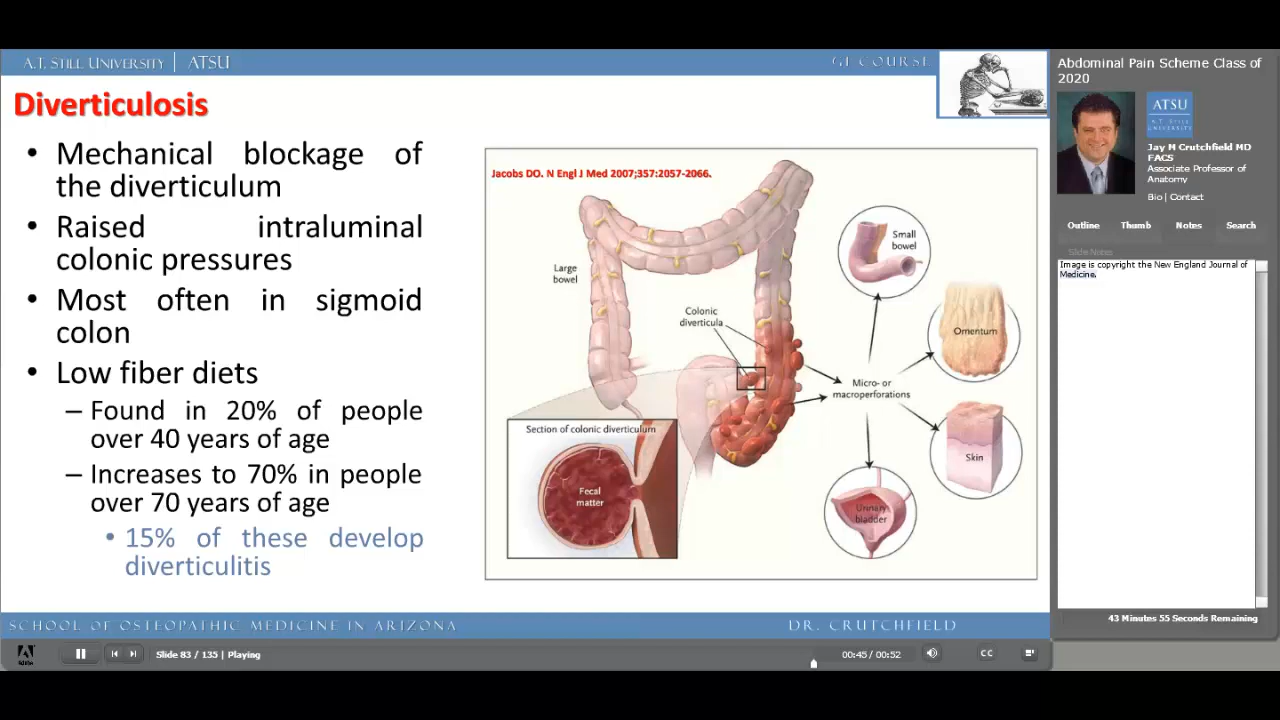 A.T. STILL UNIVERSITY | ATSU
GI COURSE
Diverticulosis
• Mechanical blockage of
the diverticulum
• Raised intraluminal
colonic pressures
• Most often in sigmoid
colon
• Low fiber diets
– Found in 20% of people
over 40 years of age
– Increases to 70% in people
over 70 years of age
• 15% of these develop
diverticulitis
Jacobs DO. N Engl J Med 2007;357:2057-2066.
Large
bowel
Colonic
diverticula
Small
bowel
Omentum
Micro- or
macroperforations
Skin
Urinary
bladder
Section of colonic diverticulum
Fecal
matter
SCHOOL OF OSTEOPATHIC MEDICINE IN ARIZONA
DR. CRUTCHFIELD
Slide 83 / 135 | Playing
00:45 / 00:52
CC
Abdominal Pain Scheme Class of
2020
ATSU
A.T. STILL
UNIVERSITY
Jay M Crutchfield MD
FACS
Associate Professor of
Anatomy
Bio | Contact
Outline
Thumb
Notes
Search
Slide Notes
Image is copyright the New England Journal of
Medicine.
43 Minutes 55 Seconds Remaining